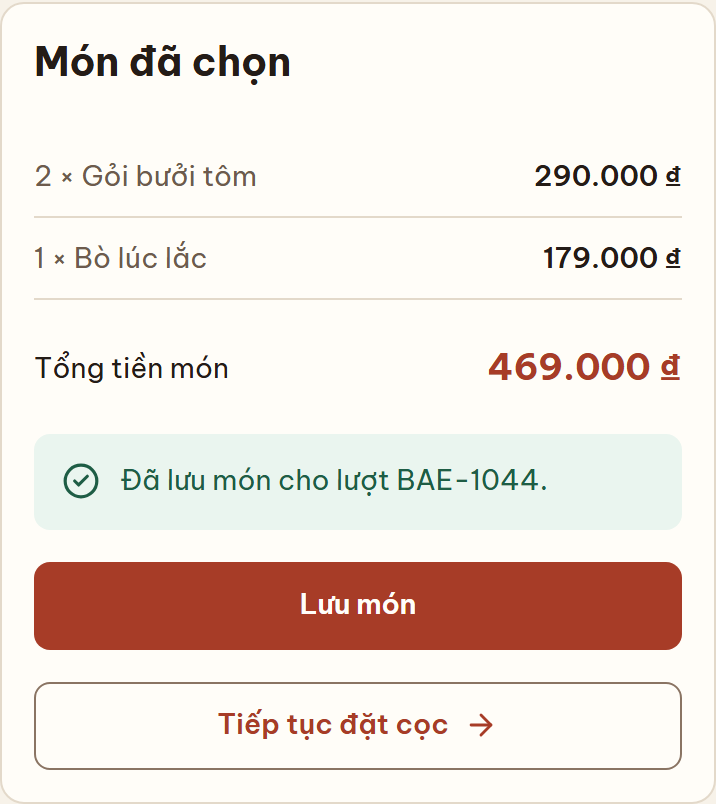 Món đã chọn
2 × Gỏi bưởi tôm 290.000 ₫
1 × Bò lúc lắc 179.000 ₫
Tổng tiền món 469.000 ₫
Đã lưu món cho lượt BAE-1044.
Lưu món
Tiếp tục đặt cọc →